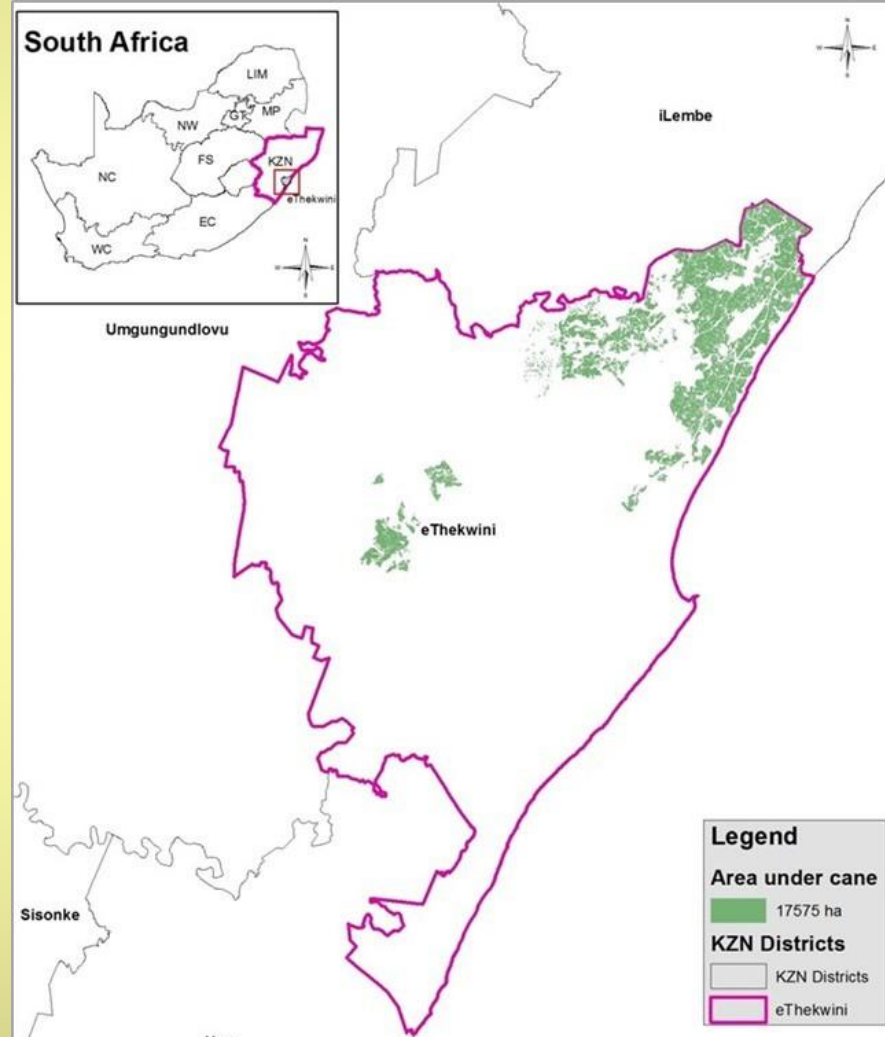 South Africa
LIM
NW
GT
MP
FS
KZN
NC
eThekwini
EC
WC
N
W
E
S
N
W
E
S
iLembe
Umgungundlovu
eThekwini
Sisonke
Legend
Area under cane
17575 ha
KZN Districts
KZN Districts
eThekwini